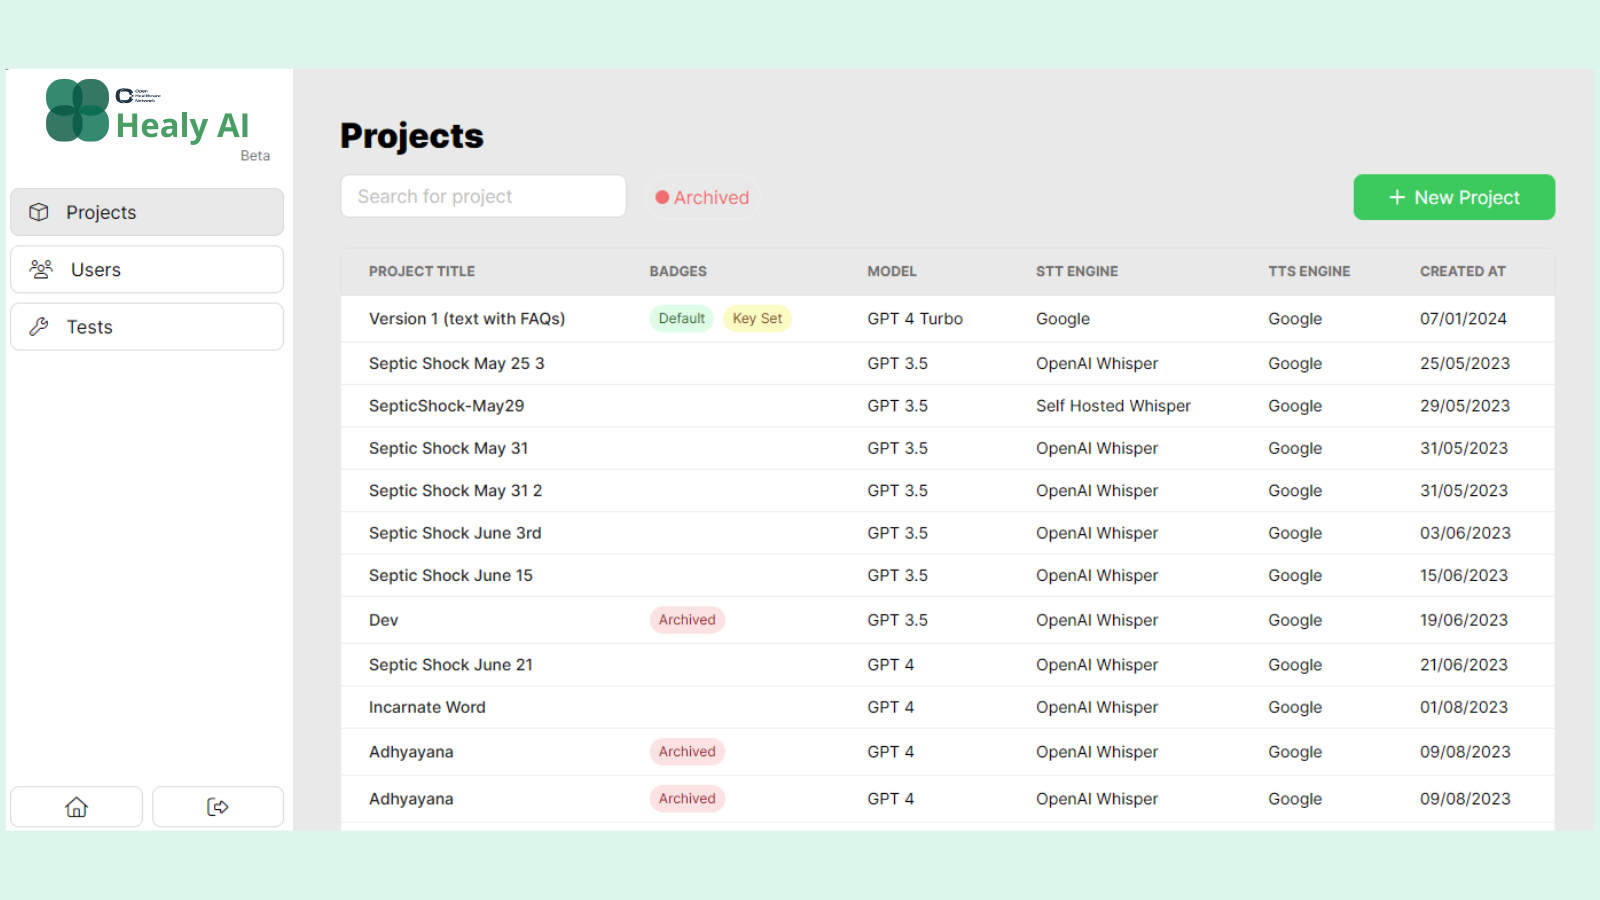 Open
Healthcare
Network
Healy AI
Beta
Projects
Users
Tests
Projects
Search for project
Archived
+ New Project
PROJECT TITLE BADGES MODEL STT ENGINE TTS ENGINE CREATED AT
Version 1 (text with FAQs) Default Key Set GPT 4 Turbo Google Google 07/01/2024
Septic Shock May 25 3 GPT 3.5 OpenAI Whisper Google 25/05/2023
SepticShock-May29 GPT 3.5 Self Hosted Whisper Google 29/05/2023
Septic Shock May 31 GPT 3.5 OpenAI Whisper Google 31/05/2023
Septic Shock May 31 2 GPT 3.5 OpenAI Whisper Google 31/05/2023
Septic Shock June 3rd GPT 3.5 OpenAI Whisper Google 03/06/2023
Septic Shock June 15 GPT 3.5 OpenAI Whisper Google 15/06/2023
Dev Archived GPT 3.5 OpenAI Whisper Google 19/06/2023
Septic Shock June 21 GPT 4 OpenAI Whisper Google 21/06/2023
Incarnate Word GPT 4 OpenAI Whisper Google 01/08/2023
Adhyayana Archived GPT 4 OpenAI Whisper Google 09/08/2023
Adhyayana Archived GPT 4 OpenAI Whisper Google 09/08/2023